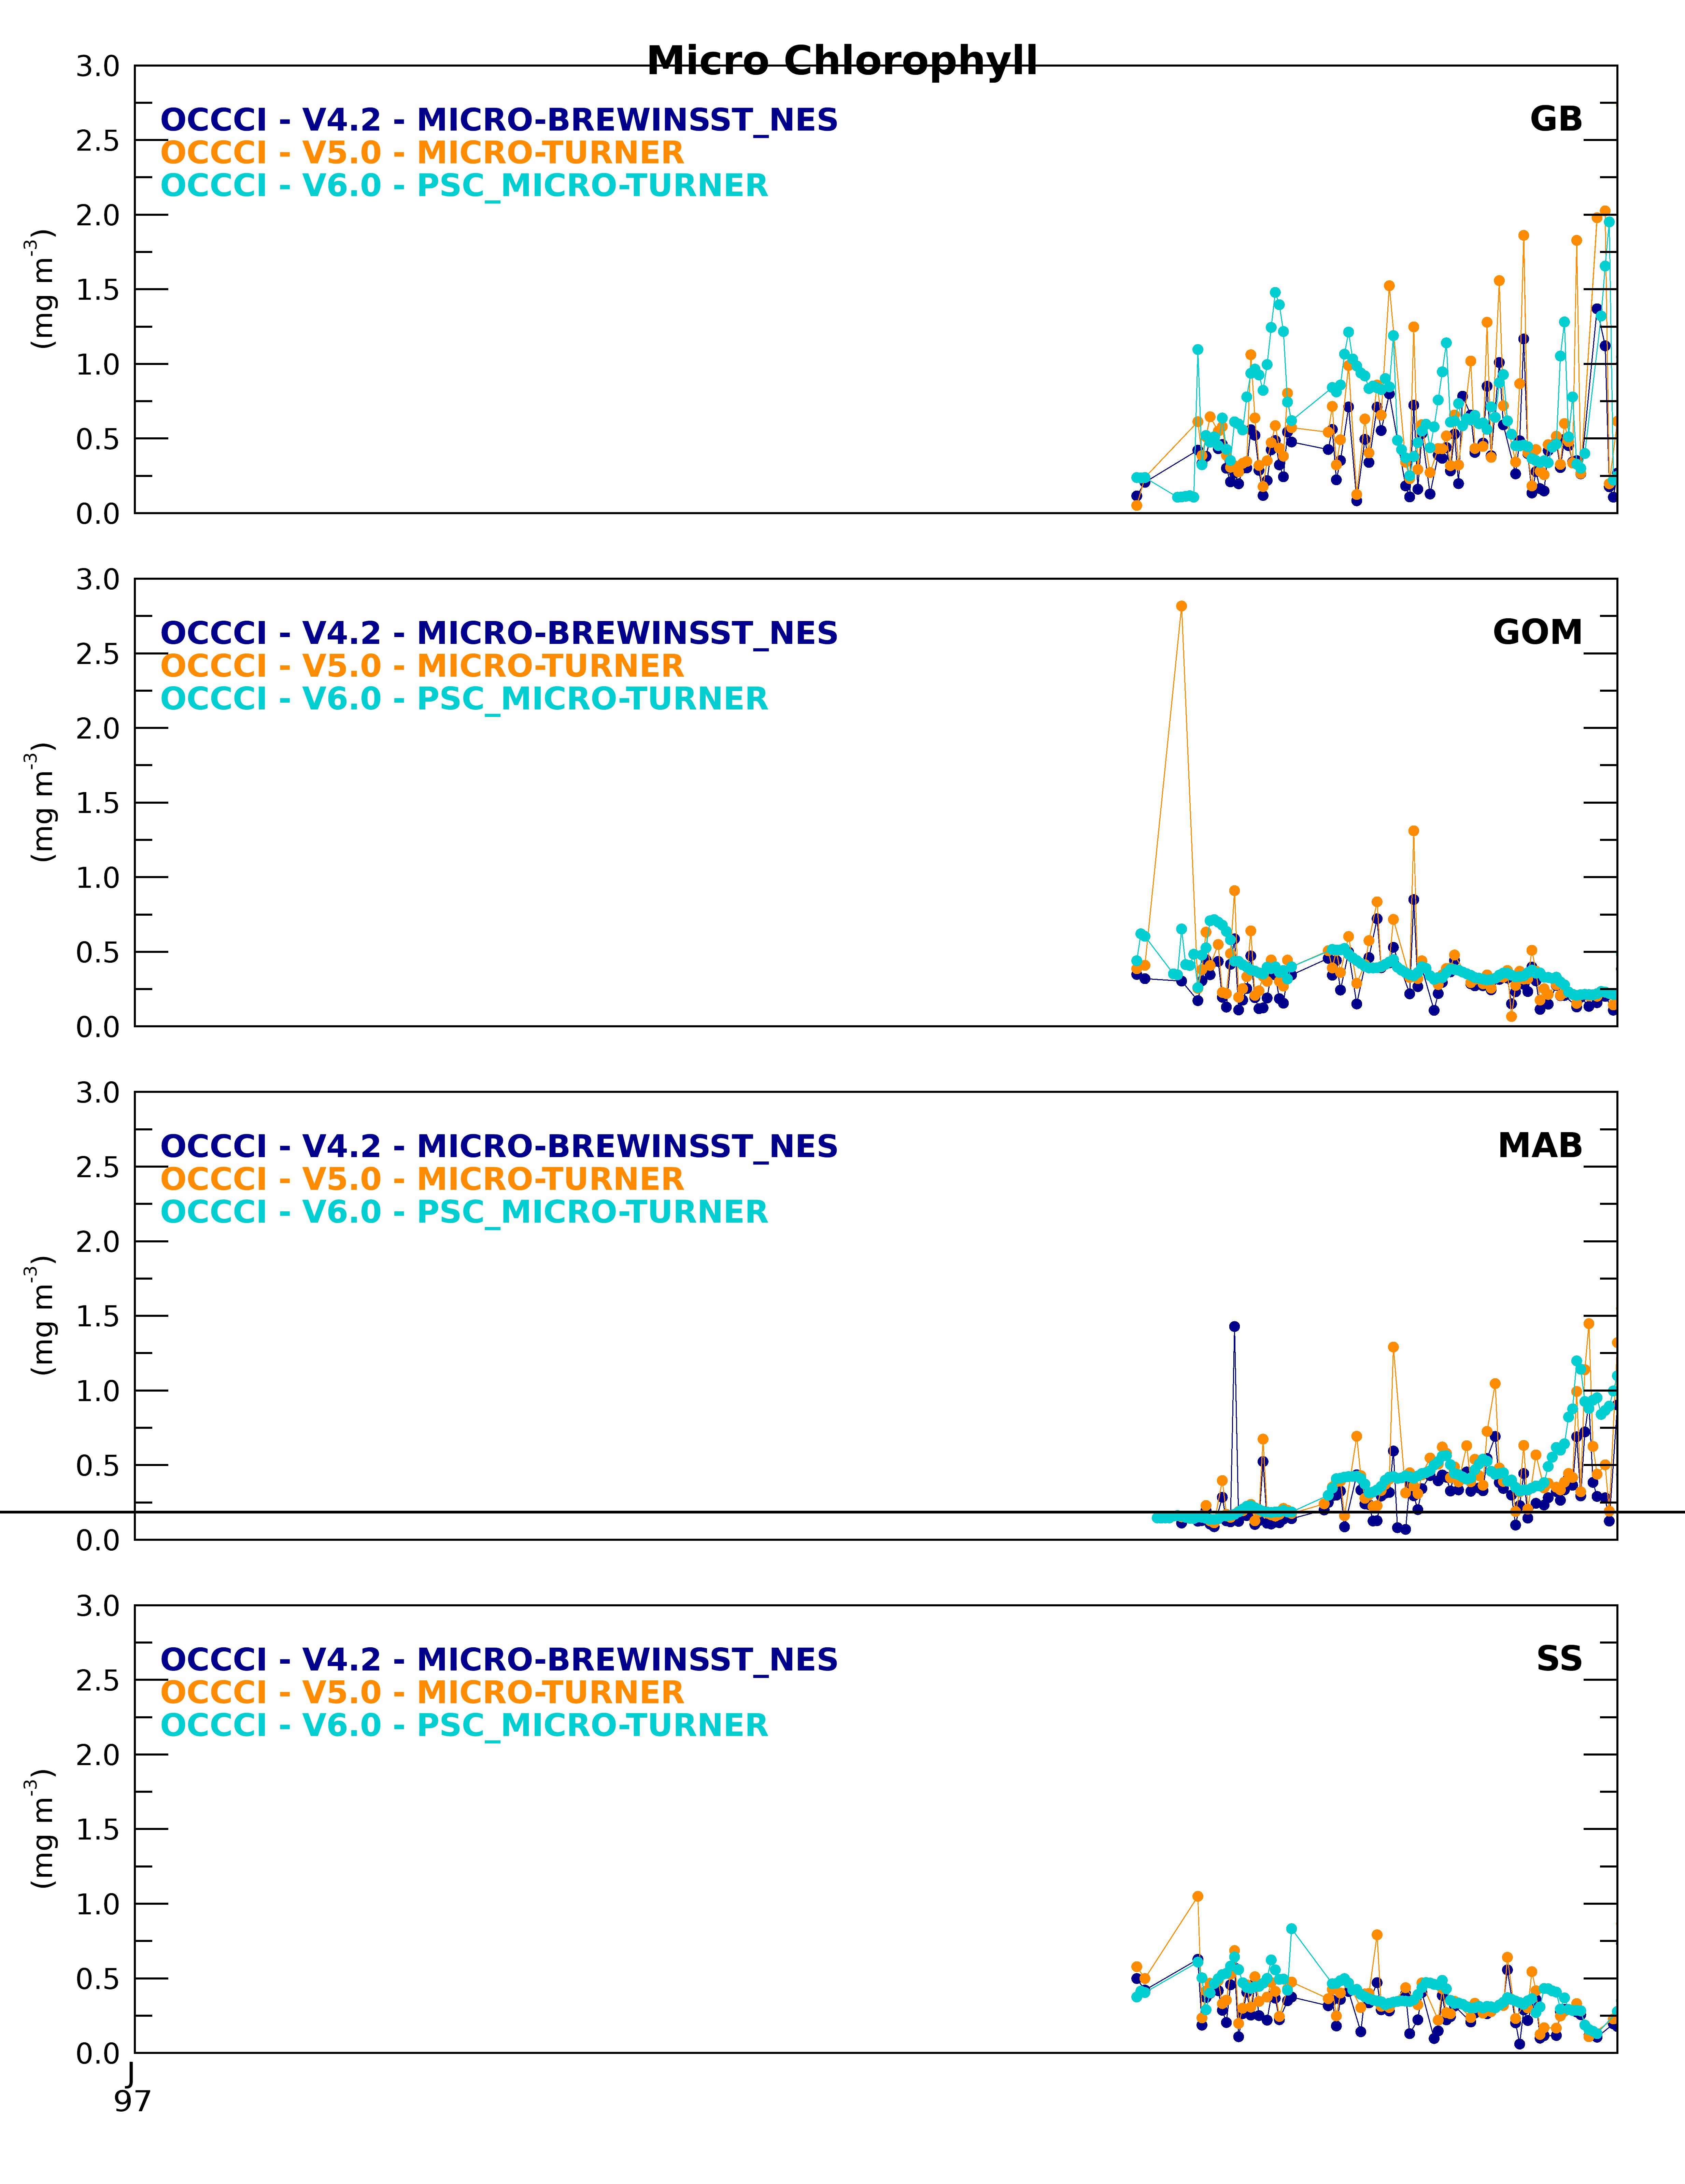 Micro Chlorophyll
3.0
2.5
2.0
1.5
1.0
0.5
0.0
(mg m-3)
OCCCI - V4.2 - MICRO-BREWINSST_NES
OCCCI - V5.0 - MICRO-TURNER
OCCCI - V6.0 - PSC_MICRO-TURNER
GB
3.0
2.5
2.0
1.5
1.0
0.5
0.0
(mg m-3)
OCCCI - V4.2 - MICRO-BREWINSST_NES
OCCCI - V5.0 - MICRO-TURNER
OCCCI - V6.0 - PSC_MICRO-TURNER
GOM
3.0
2.5
2.0
1.5
1.0
0.5
0.0
(mg m-3)
OCCCI - V4.2 - MICRO-BREWINSST_NES
OCCCI - V5.0 - MICRO-TURNER
OCCCI - V6.0 - PSC_MICRO-TURNER
MAB
3.0
2.5
2.0
1.5
1.0
0.5
0.0
(mg m-3)
OCCCI - V4.2 - MICRO-BREWINSST_NES
OCCCI - V5.0 - MICRO-TURNER
OCCCI - V6.0 - PSC_MICRO-TURNER
SS
J
97